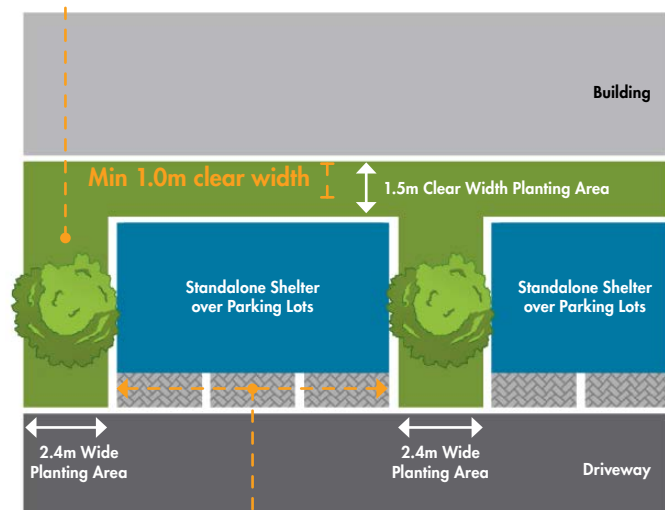 Building
Min 1.0m clear width
1.5m Clear Width Planting Area
Standalone Shelter
over Parking Lots
Standalone Shelter
over Parking Lots
2.4m Wide
Planting Area
2.4m Wide
Planting Area
Driveway